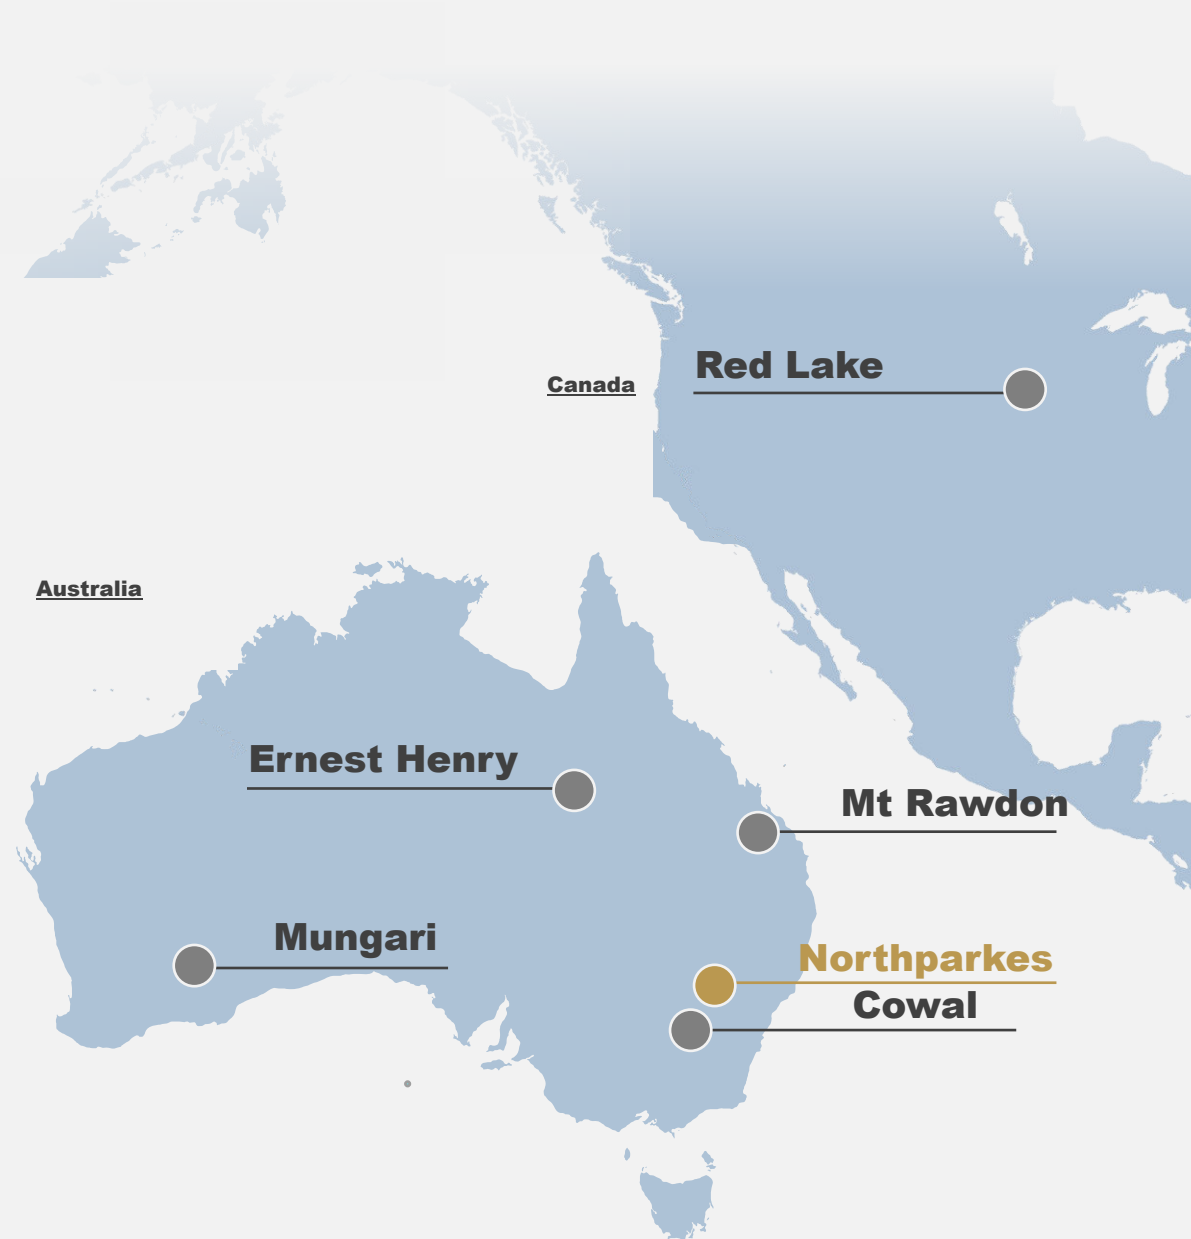 Red Lake
Canada
Australia
Ernest Henry
Mt Rawdon
Mungari
Northparkes
Cowal